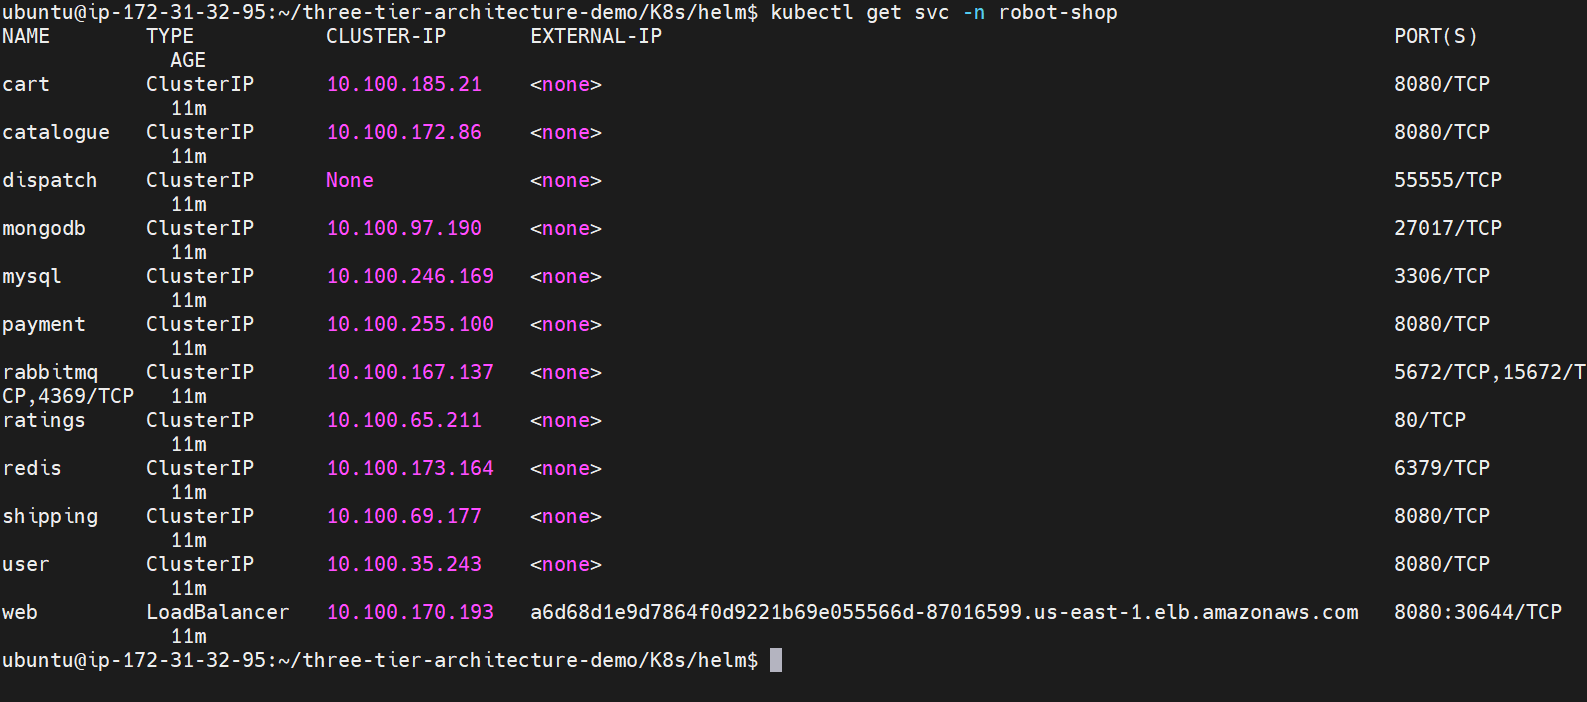 ubuntu@ip-172-31-32-95:~/three-tier-architecture-demo/K8s/helm$ kubectl get svc -n robot-shop
NAME        TYPE           CLUSTER-IP       EXTERNAL-IP                                                              PORT(S)
              AGE
cart        ClusterIP      10.100.185.21    <none>                                                                   8080/TCP
              11m
catalogue   ClusterIP      10.100.172.86    <none>                                                                   8080/TCP
              11m
dispatch    ClusterIP      None             <none>                                                                   55555/TCP
              11m
mongodb     ClusterIP      10.100.97.190    <none>                                                                   27017/TCP
              11m
mysql       ClusterIP      10.100.246.169   <none>                                                                   3306/TCP
              11m
payment     ClusterIP      10.100.255.100   <none>                                                                   8080/TCP
              11m
rabbitmq    ClusterIP      10.100.167.137   <none>                                                                   5672/TCP,15672/T
CP,4369/TCP   11m
ratings     ClusterIP      10.100.65.211    <none>                                                                   80/TCP
              11m
redis       ClusterIP      10.100.173.164   <none>                                                                   6379/TCP
              11m
shipping    ClusterIP      10.100.69.177    <none>                                                                   8080/TCP
              11m
user        ClusterIP      10.100.35.243    <none>                                                                   8080/TCP
              11m
web         LoadBalancer   10.100.170.193   a6d68d1e9d7864f0d9221b69e055566d-87016599.us-east-1.elb.amazonaws.com   8080:30644/TCP
              11m
ubuntu@ip-172-31-32-95:~/three-tier-architecture-demo/K8s/helm$